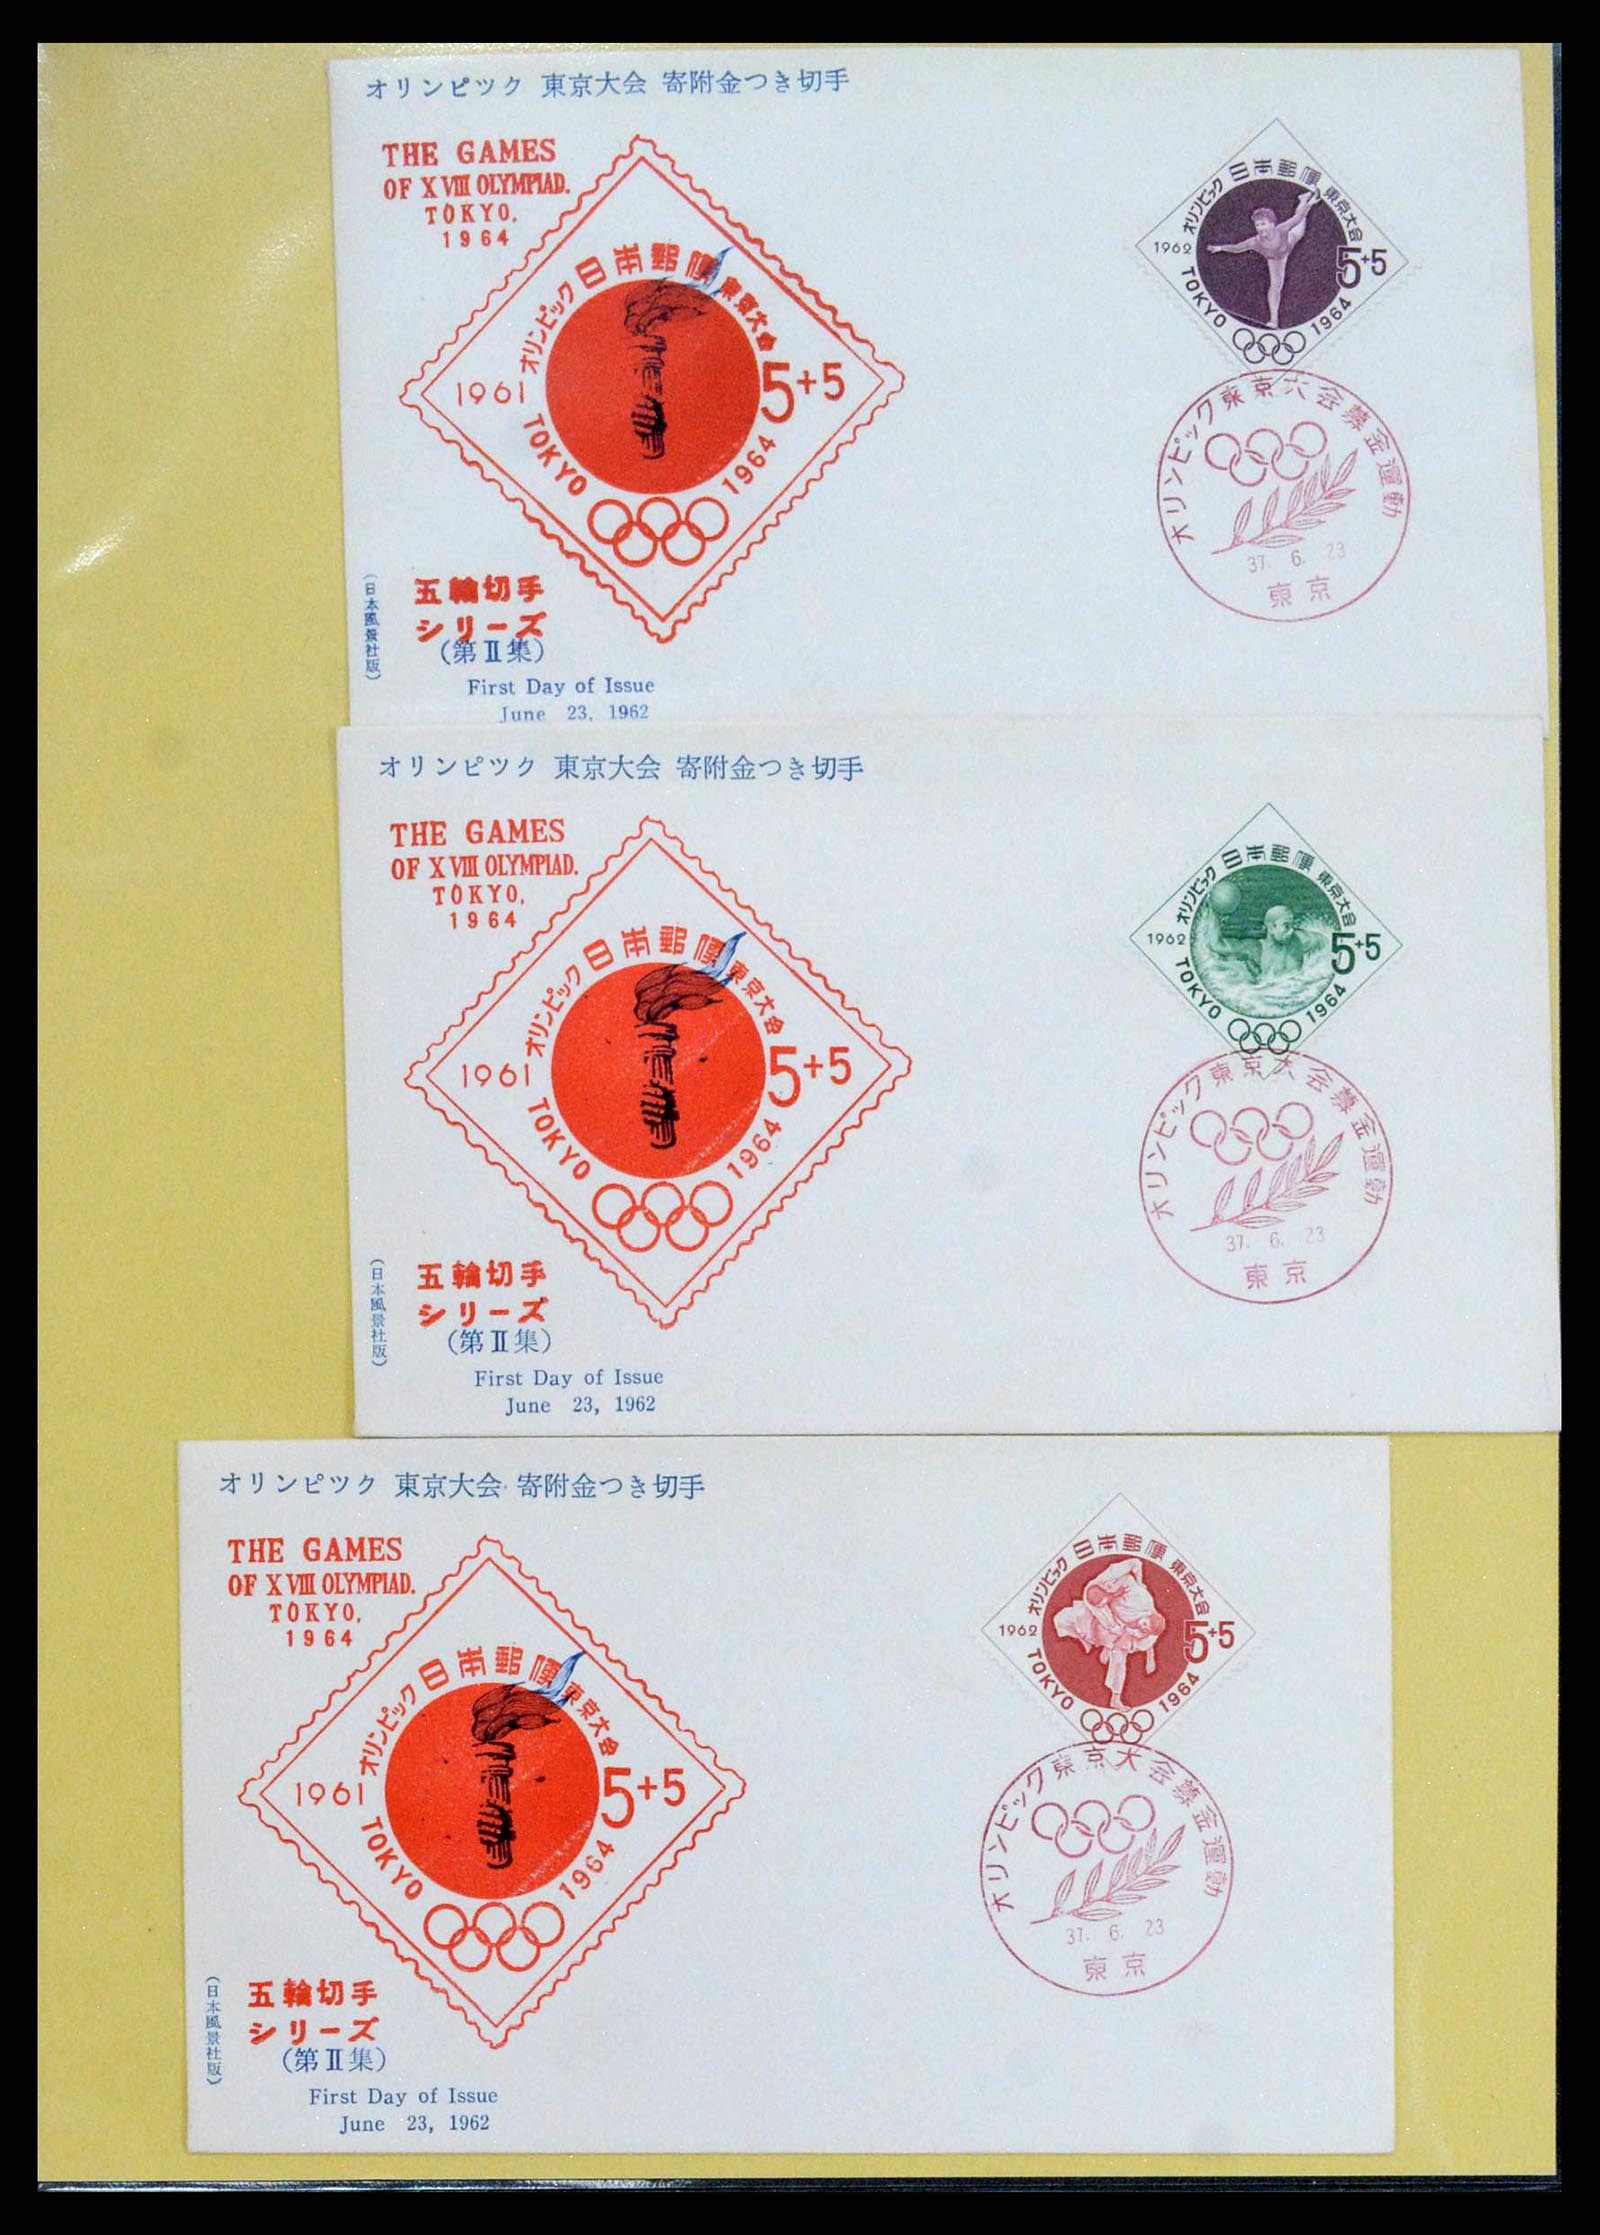 オリンピツク 東京大会 寄附金つき切手
THE GAMES
OF XVIII OLYMPIAD.
TOKYO,
1964
日本郵便
オリンピック
東京大会
1961
5+5
TOKYO
1964
五輪切手
シリーズ
(第Ⅱ集)
(日本風景社版)
First Day of Issue
June 23, 1962
日本郵便
オリンピック
東京大会
1962
5+5
TOKYO
1964
オリンピック東京大会募金運動
37. 6. 23
東京
オリンピツク 東京大会 寄附金つき切手
THE GAMES
OF XVIII OLYMPIAD.
TOKYO,
1964
日本郵便
オリンピック
東京大会
1961
5+5
TOKYO
1964
五輪切手
シリーズ
(第Ⅱ集)
(日本風景社版)
First Day of Issue
June 23, 1962
日本郵便
オリンピック
東京大会
1962
5+5
TOKYO
1964
オリンピック東京大会募金運動
37. 6. 23
東京
オリンピツク 東京大会 寄附金つき切手
THE GAMES
OF XVIII OLYMPIAD.
TOKYO,
1964
日本郵便
オリンピック
東京大会
1961
5+5
TOKYO
1964
五輪切手
シリーズ
(第Ⅱ集)
(日本風景社版)
First Day of Issue
June 23, 1962
日本郵便
オリンピック
東京大会
1962
5+5
TOKYO
1964
オリンピック東京大会募金運動
37. 6. 23
東京